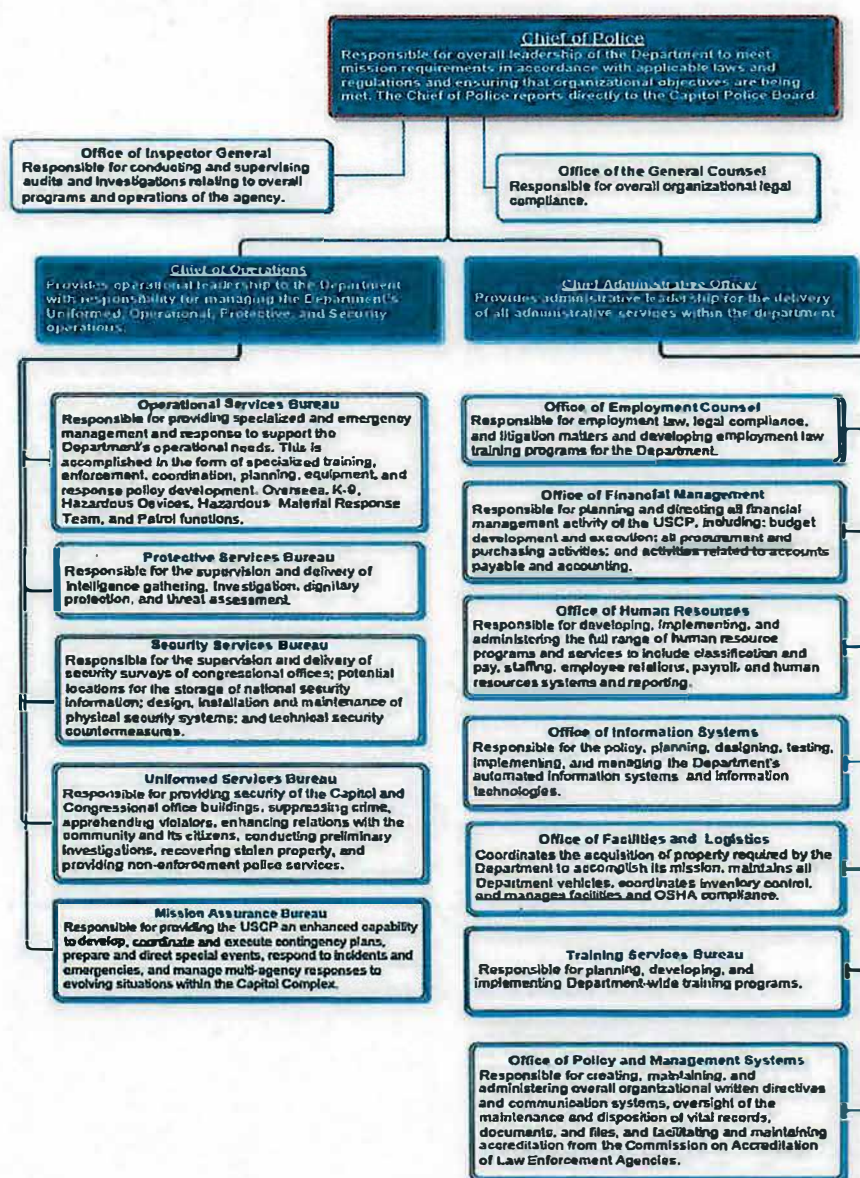 Chief of Police
Responsible for overall leadership of the Department to meet
mission requirements in accordance with applicable laws and
regulations and ensuring that organizational objectives are being
met. The Chief of Police reports directly to the Capitol Police Board.
Office of Inspector General
Responsible for conducting and supervising
audits and investigations relating to overall
programs and operations of the agency.
Office of the General Counsel
Responsible for overall organizational legal
compliance.
Chief of Operations
Provides operational leadership to the Department
with responsibility for managing the Department's
Uniformed, Operational, Protective, and Security
operations.
Chief Administrative Officer
Provides administrative leadership for the delivery
of all administrative services within the department
Operational Services Bureau
Responsible for providing specialized and emergency
management and response to support the
Department's operational needs. This is
accomplished in the form of specialized training,
enforcement, coordination, planning, equipment, and
response policy development. Oversees. K-9,
Hazardous Devices, Hazardous Material Response
Team, and Patrol functions.
Protective Services Bureau
Responsible for the supervision and delivery of
intelligence gathering, investigation, dignitary
protection, and threat assessment.
Security Services Bureau
Responsible for the supervision and delivery of
security surveys of congressional offices; potential
locations for the storage of national security
information; design, installation and maintenance of
physical security systems; and technical security
countermeasures.
Uniformed Services Bureau
Responsible for providing security of the Capitol and
Congressional office buildings, suppressing crime,
apprehending violators, enhancing relations with the
community and its citizens, conducting preliminary
investigations, recovering stolen property, and
providing non-enforcement police services.
Mission Assurance Bureau
Responsible for providing the USCP an enhanced capability
to develop, coordinate and execute contingency plans,
prepare and direct special events, respond to incidents and
emergencies, and manage multi-agency responses to
evolving situations within the Capitol Complex.
Office of Employment Counsel
Responsible for employment law, legal compliance,
and litigation matters and developing employment law
training programs for the Department.
Office of Financial Management
Responsible for planning and directing all financial
management activity of the USCP, including: budget
development and execution; all procurement and
purchasing activities; and activities related to accounts
payable and accounting.
Office of Human Resources
Responsible for developing, implementing, and
administering the full range of human resource
programs and services to include classification and
pay, staffing, employee relations, payroll, and human
resources systems and reporting.
Office of Information Systems
Responsible for the policy, planning, designing, testing,
implementing, and managing the Department's
automated information systems and information
technologies.
Office of Facilities and Logistics
Coordinates the acquisition of property required by the
Department to accomplish its mission, maintains all
Department vehicles, coordinates inventory control,
and manages facilities and OSHA compliance.
Training Services Bureau
Responsible for planning, developing, and
implementing Department-wide training programs.
Office of Policy and Management Systems
Responsible for creating, maintaining, and
administering overall organizational written directives
and communication systems, oversight of the
maintenance and disposition of vital records,
documents, and files, and facilitating and maintaining
accreditation from the Commission on Accreditation
of Law Enforcement Agencies.